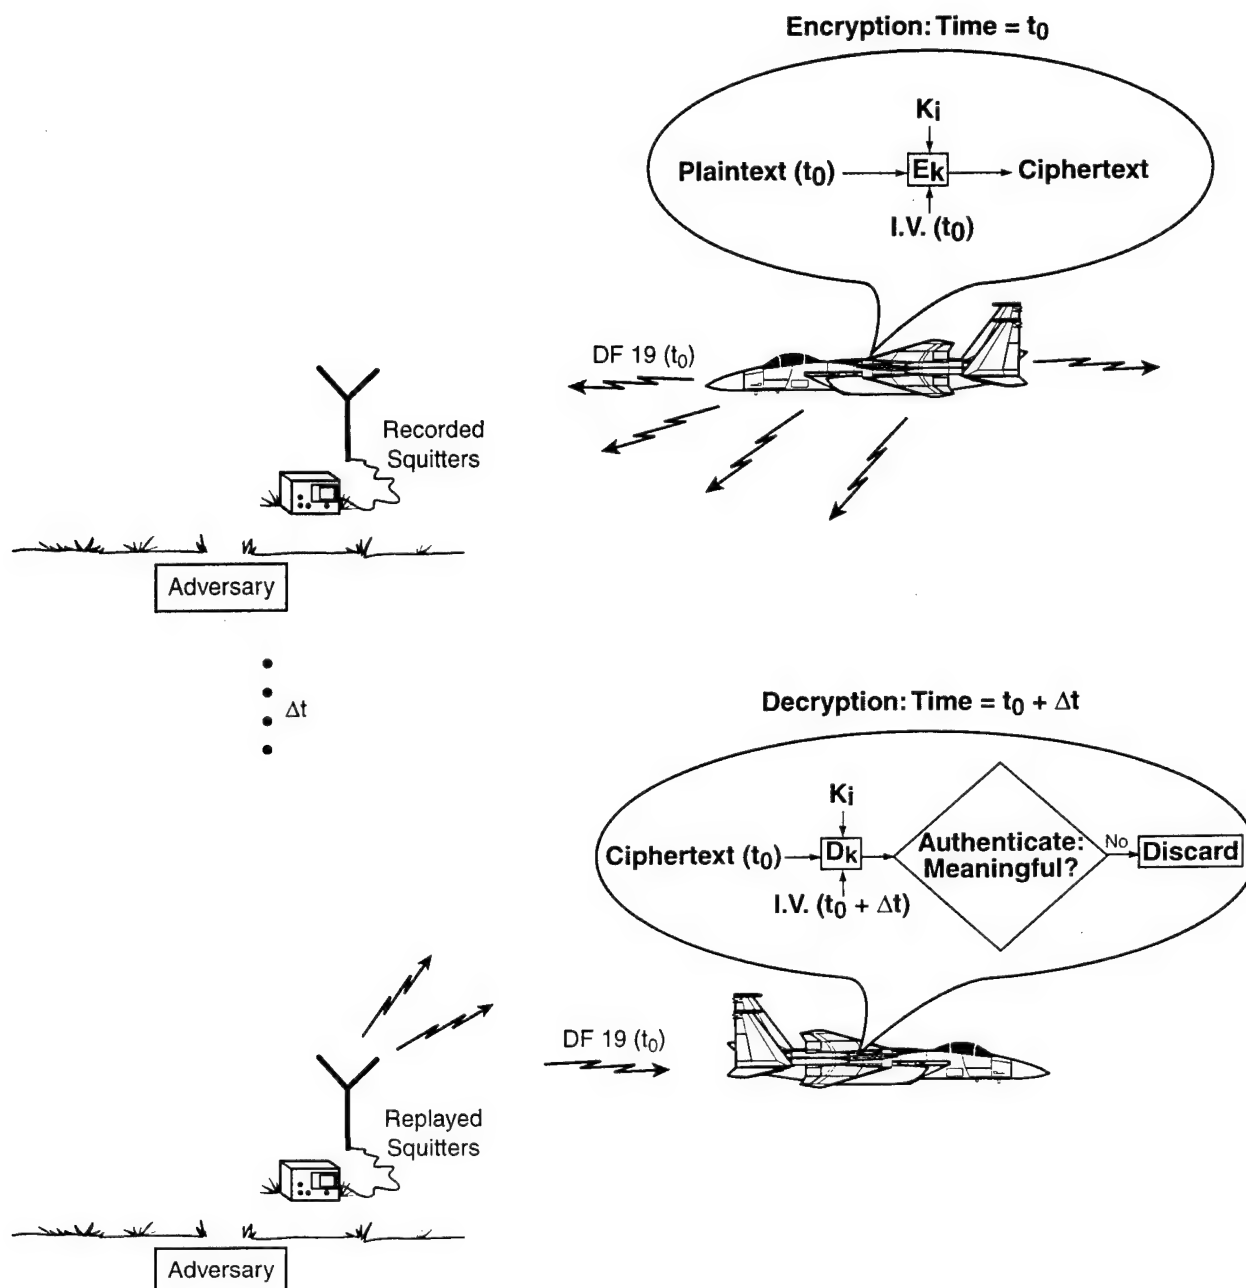 Encryption: Time = t0
Ki
Plaintext (t0)
Ek
Ciphertext
I.V. (t0)
DF 19 (t0)
Recorded
Squitters
Adversary
Δt
Decryption: Time = t0 + Δt
Ki
Ciphertext (t0)
Dk
Authenticate:
Meaningful?
No
Discard
I.V. (t0 + Δt)
DF 19 (t0)
Replayed
Squitters
Adversary